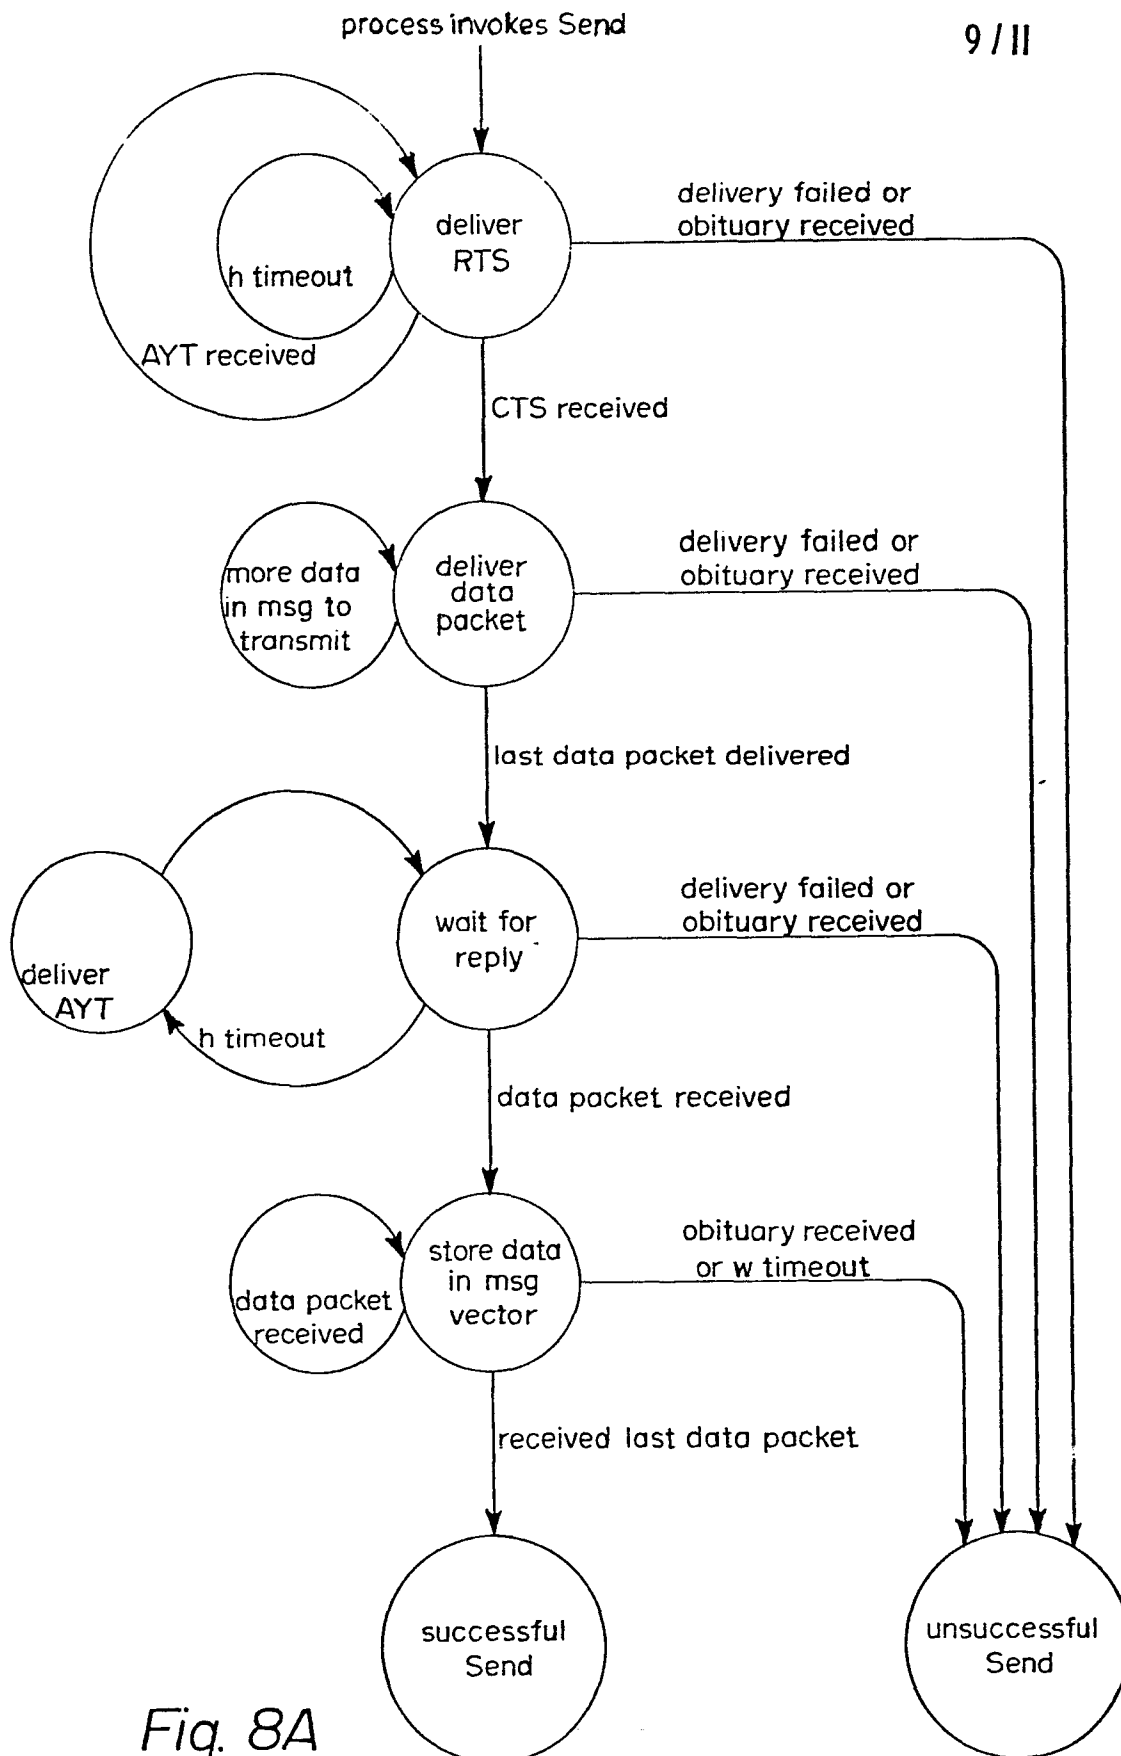 process invokes Send
9/11
deliver
RTS
delivery failed or
obituary received
h timeout
AYT received
CTS received
more data
in msg to
transmit
deliver
data
packet
delivery failed or
obituary received
last data packet delivered
wait for
reply
delivery failed or
obituary received
deliver
AYT
h timeout
data packet received
store data
in msg
vector
obituary received
or w timeout
data packet
received
received last data packet
successful
Send
unsuccessful
Send
Fig. 8A